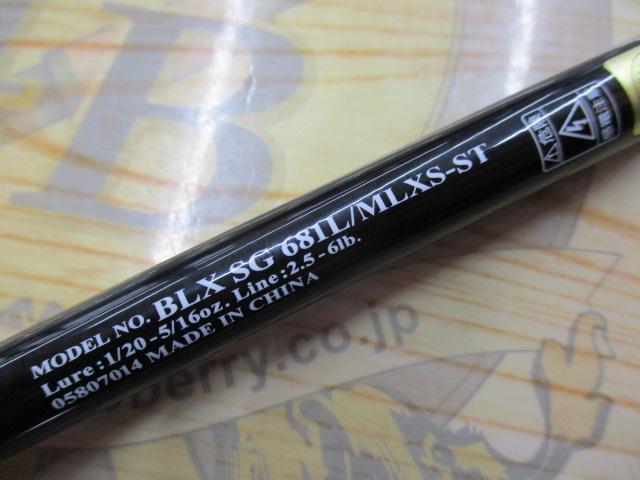 MODEL NO. BLX SG 681L/MLXS-ST
Lure:1/20-5/16oz. Line:2.5-6lb.
05807014 MADE IN CHINA
B
berry.co.jp